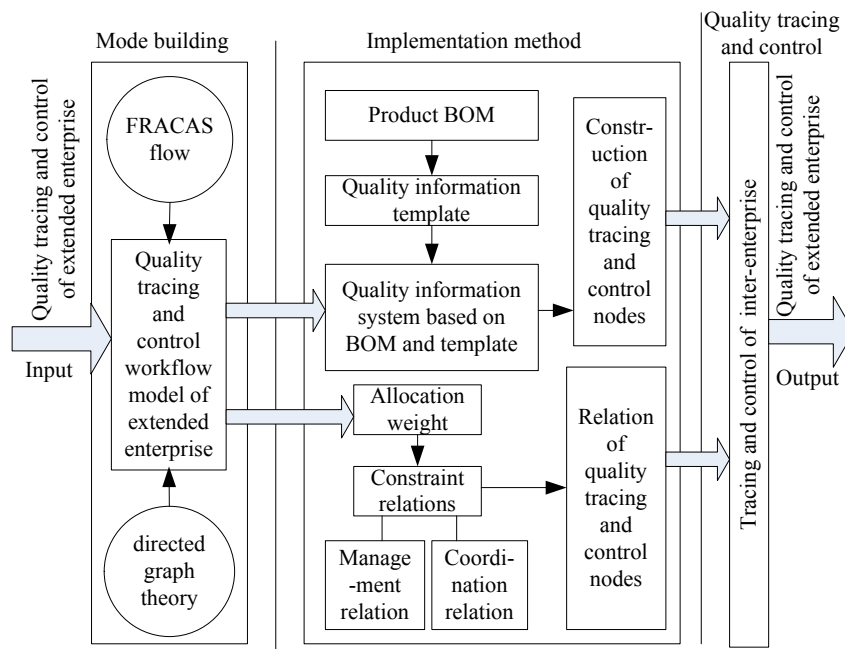 Mode building
Implementation method
Quality tracing
and control
Quality tracing and control
of extended enterprise
Input
FRACAS
flow
Quality
tracing
and
control
workflow
model of
extended
enterprise
directed
graph
theory
Product BOM
Quality information
template
Quality information
system based on
BOM and template
Allocation
weight
Constraint
relations
Manage
-ment
relation
Coordi-
nation
relation
Constr-
uction
of
quality
tracing
and
control
nodes
Relation
of
quality
tracing
and
control
nodes
Tracing and control of inter-enterprise
Quality tracing and control
of extended enterprise
Output